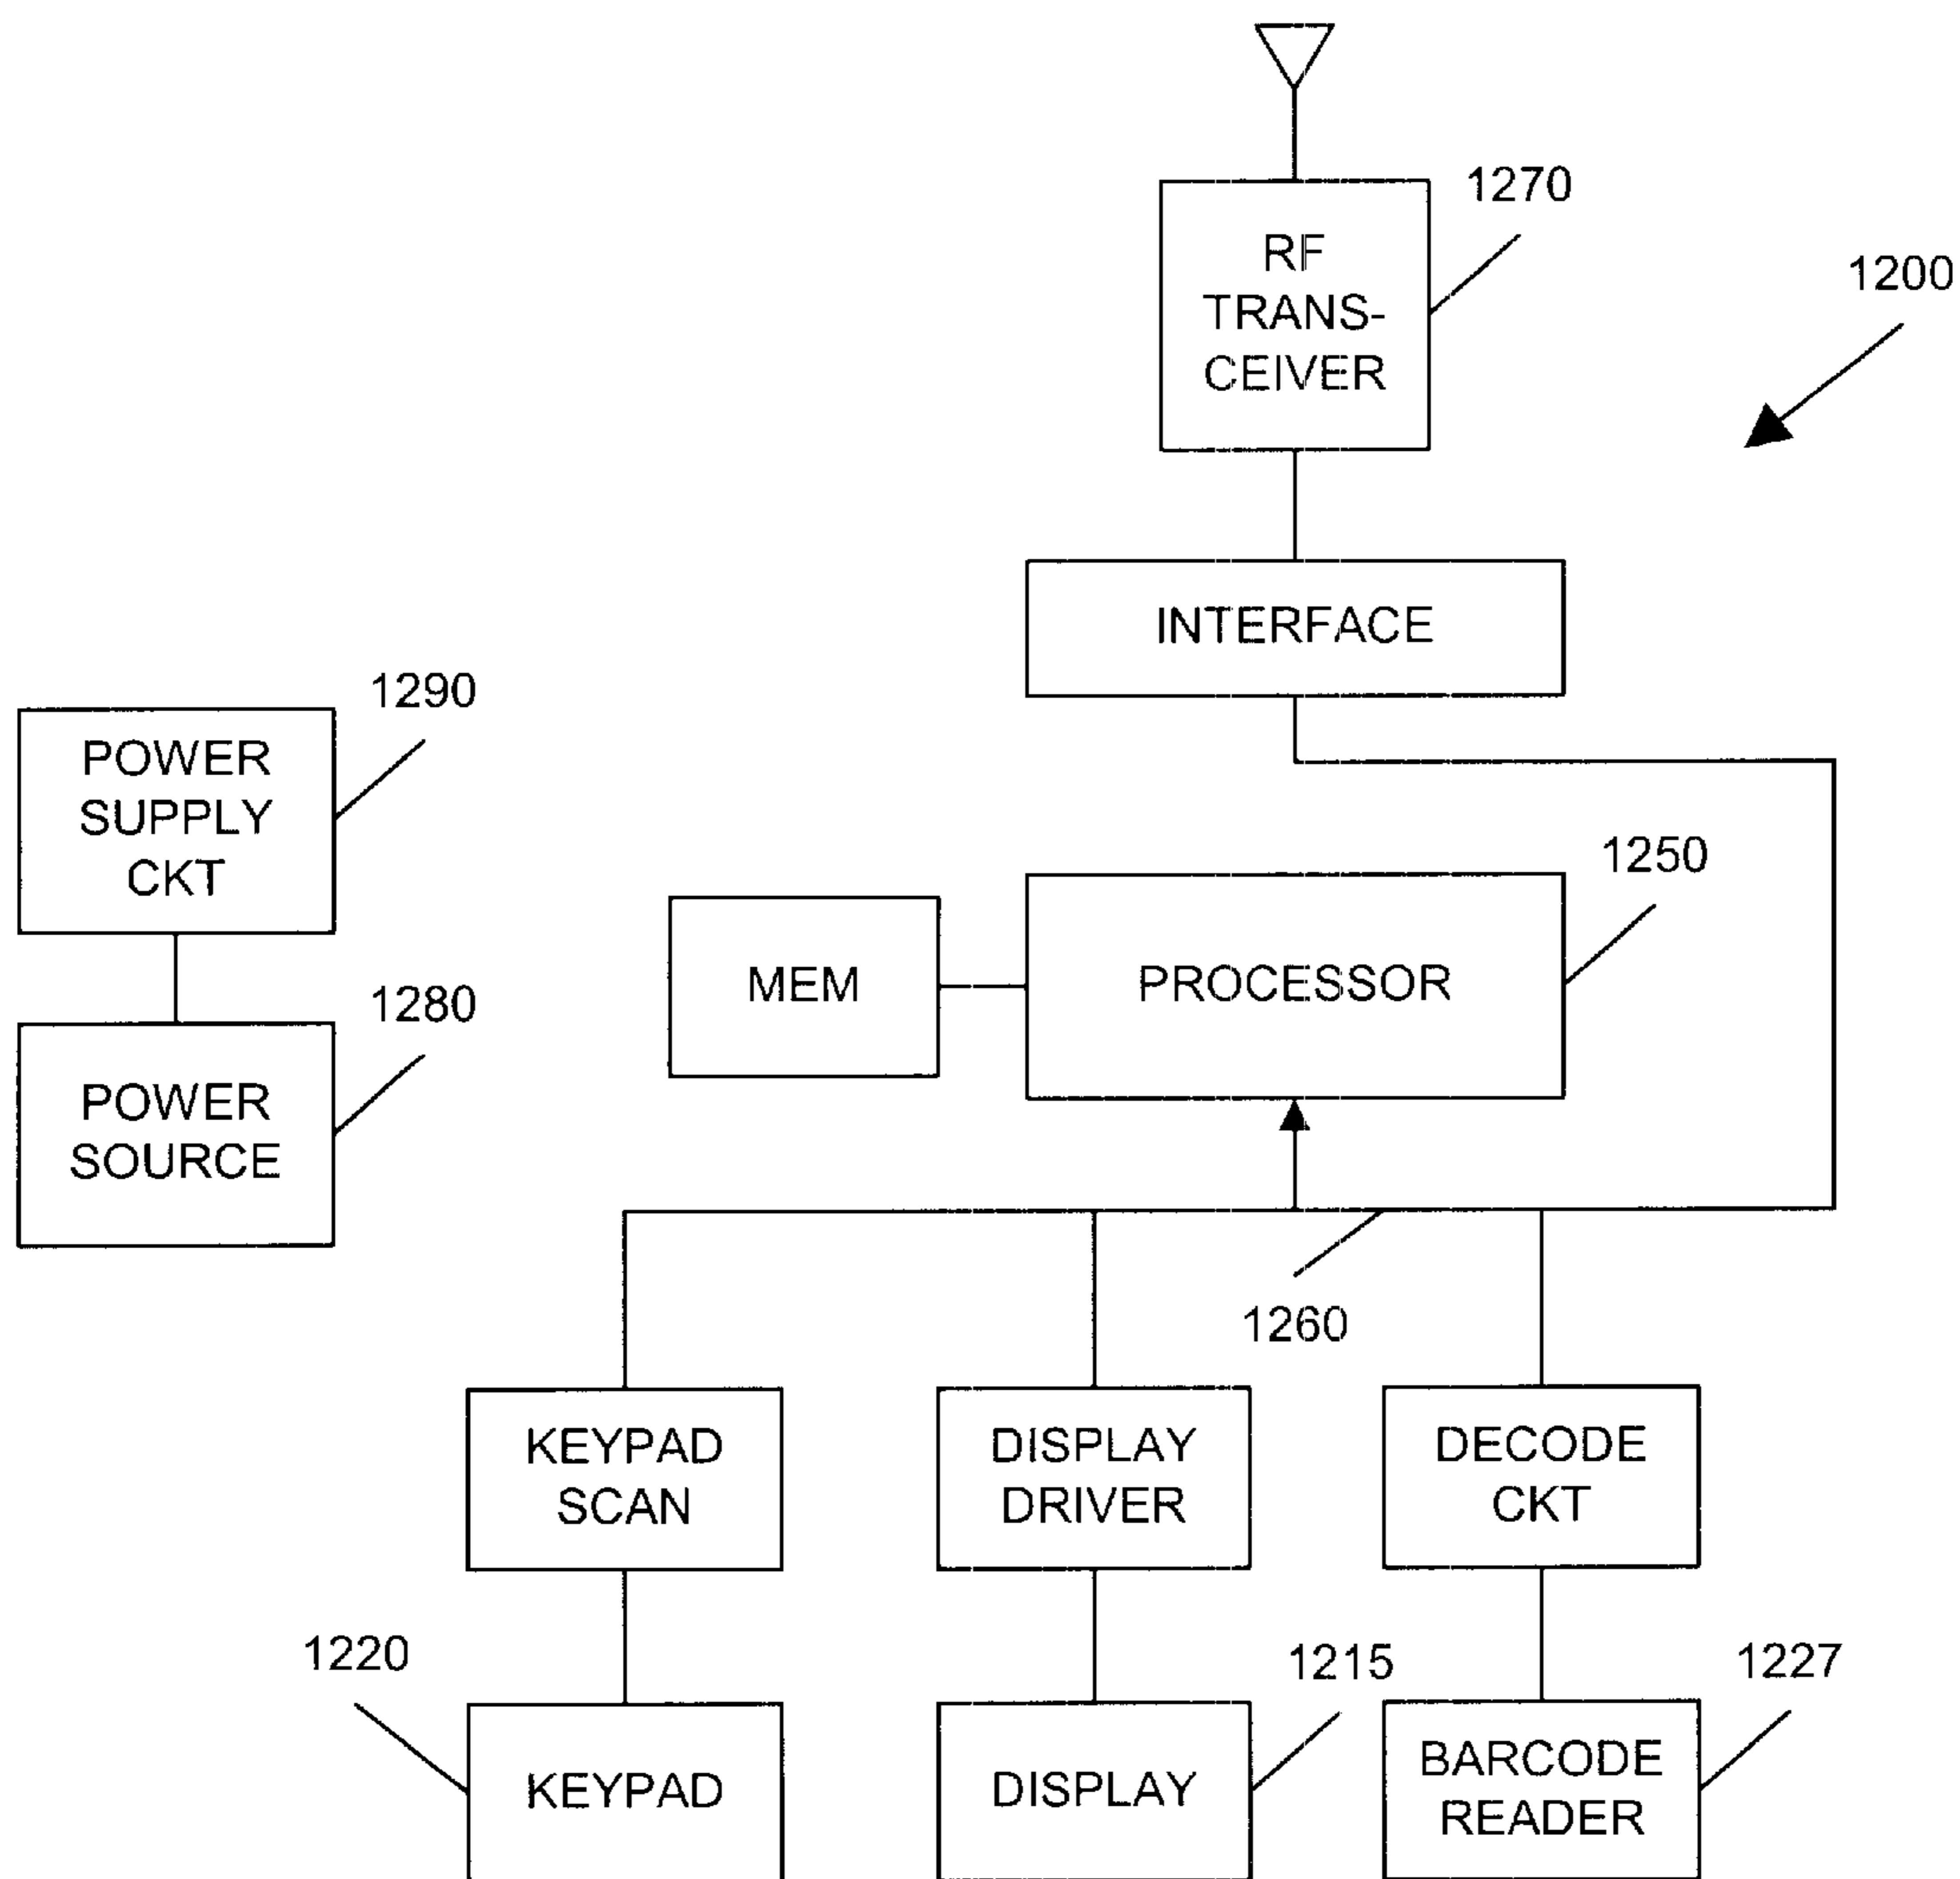 1270
RF
TRANS-
CEIVER
1200
INTERFACE
1290
POWER
SUPPLY
CKT
1250
MEM
PROCESSOR
1280
POWER
SOURCE
1260
KEYPAD
SCAN
DISPLAY
DRIVER
DECODE
CKT
1220
1215
1227
KEYPAD
DISPLAY
BARCODE
READER